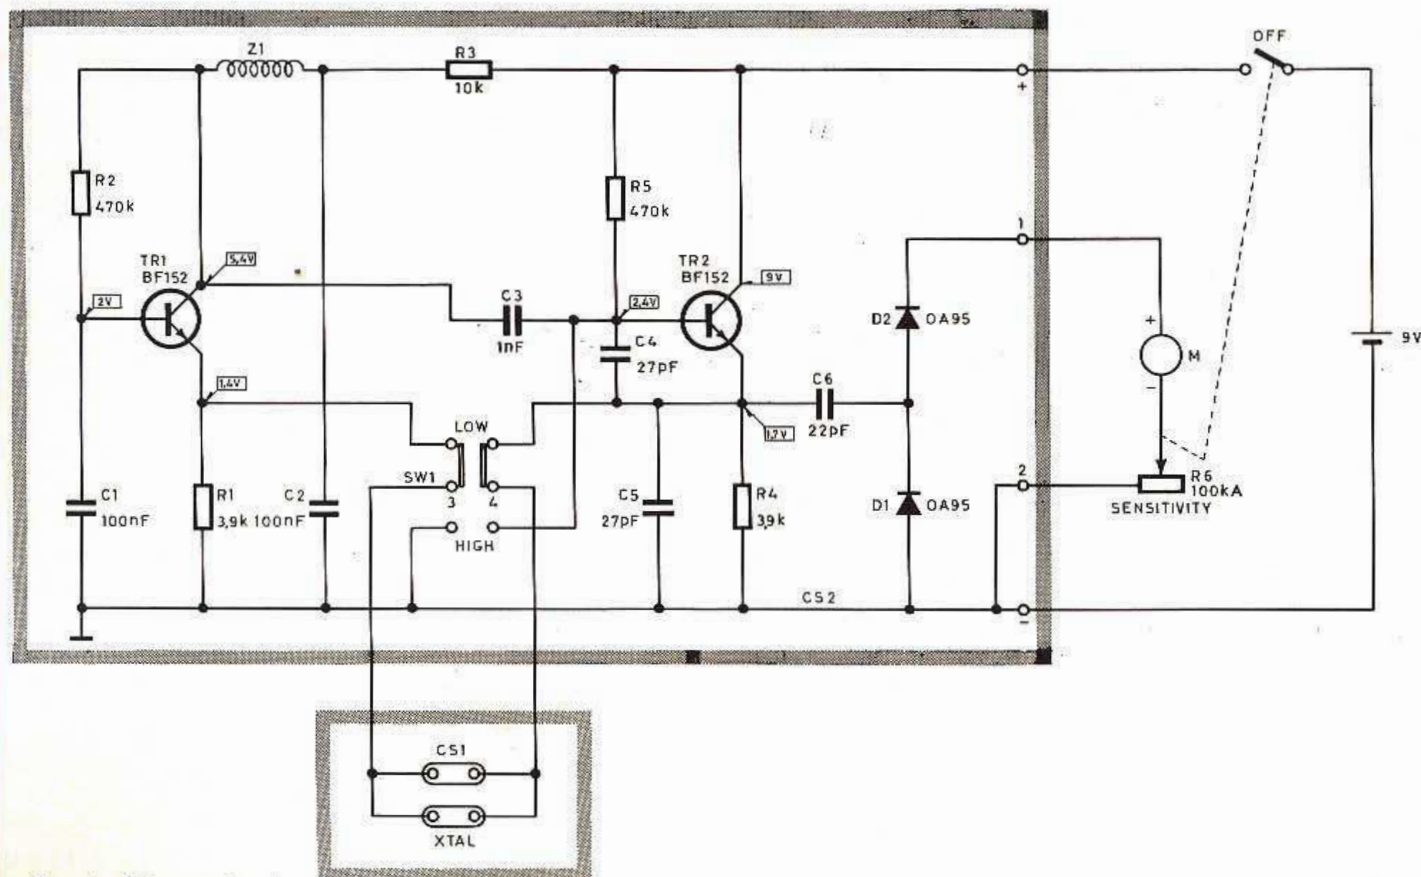 OFF
Z1
R3
10k
+
R2
470k
R5
470k
1
TR1
BF152
5,4V
TR2
BF152
9V
2V
C3
1nF
2,4V
D2 OA95
+
M
−
9V
C4
27pF
1,4V
C6
22pF
1,7V
LOW
SW1
3 4
HIGH
C1
100nF
R1
3,9k
C2
100nF
C5
27pF
R4
3,9k
D1 OA95
2
R6
100kA
SENSITIVITY
CS2
−
CS1
XTAL